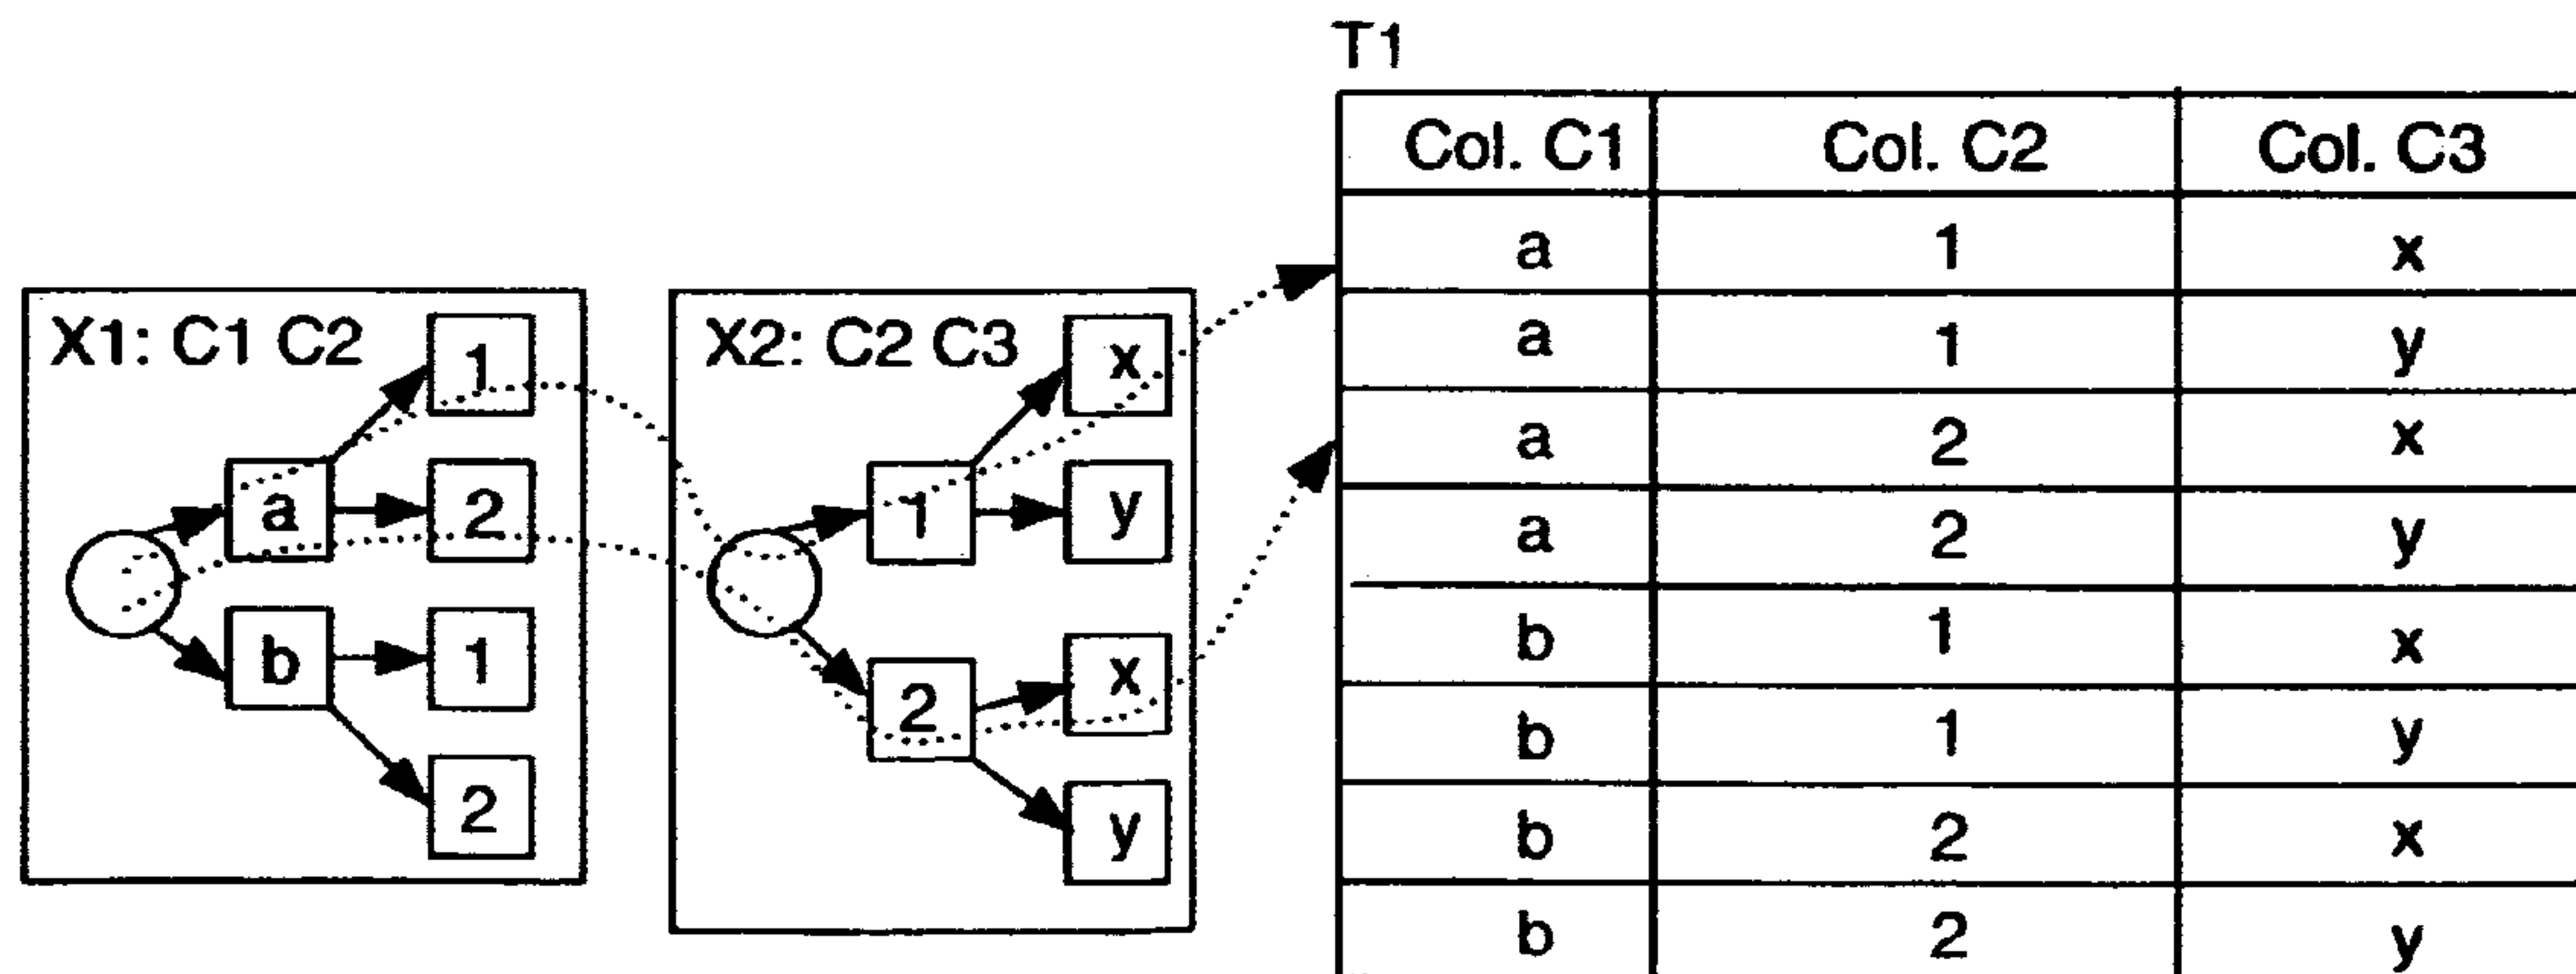 T1
Col. C1 Col. C2 Col. C3
a 1 x
a 1 y
a 2 x
a 2 y
b 1 x
b 1 y
b 2 x
b 2 y
X1: C1 C2
1
a 2
b 1
2
X2: C2 C3
x
1 y
2 x
y